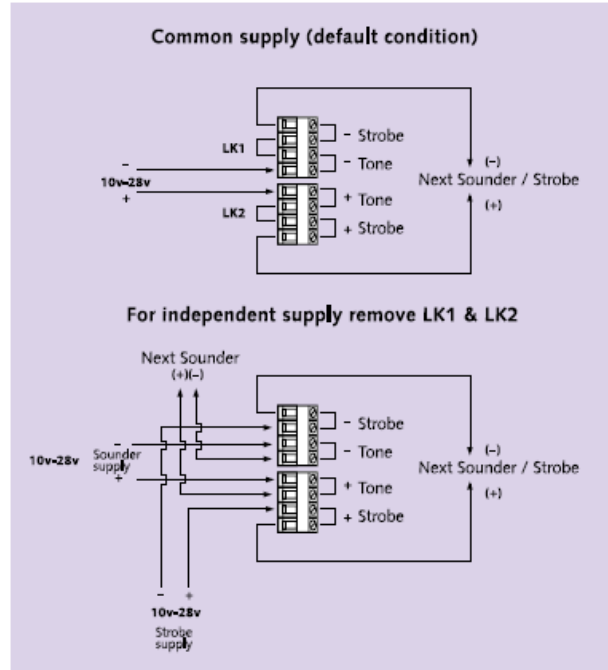 Common supply (default condition)
- Strobe
LK1
- Tone
-
10v-28v
+
(-)
Next Sounder / Strobe
(+)
+ Tone
LK2
+ Strobe
For independent supply remove LK1 & LK2
Next Sounder
(+)(-)
- Strobe
-
10v-28v
Sounder
supply
+
- Tone
(-)
Next Sounder / Strobe
(+)
+ Tone
+ Strobe
- +
10v-28v
Strobe
supply